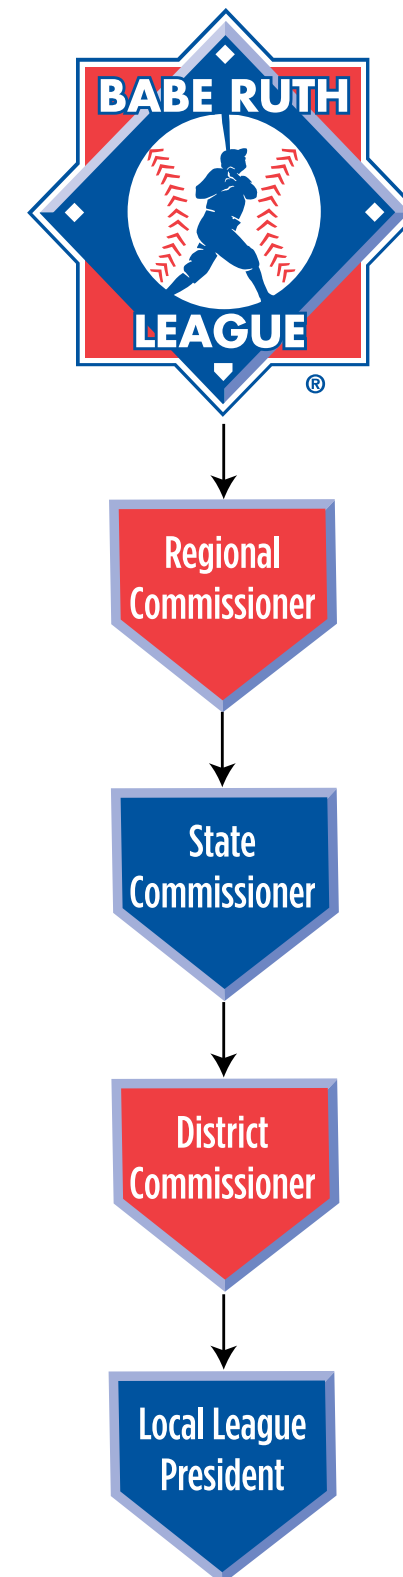 BABE RUTH
LEAGUE
®
Regional
Commissioner
State
Commissioner
District
Commissioner
Local League
President